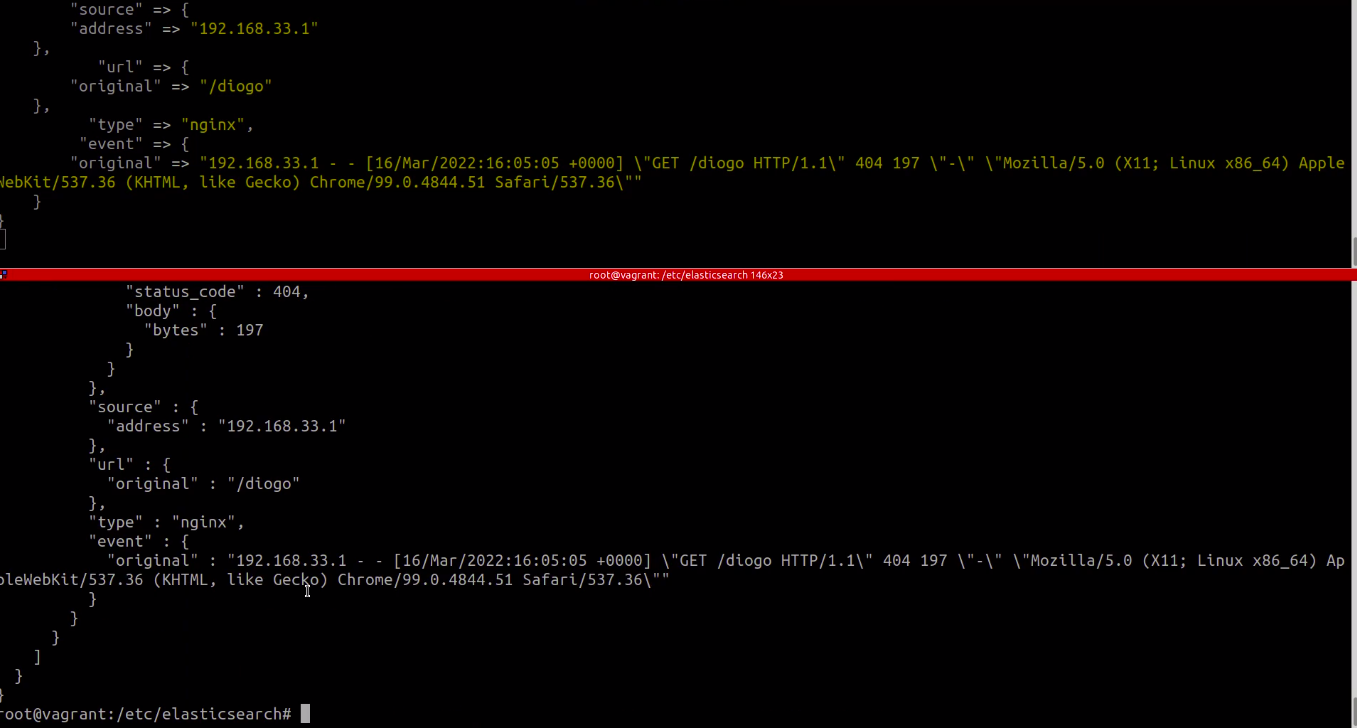 "source" => {
"address" => "192.168.33.1"
},
"url" => {
"original" => "/diogo"
},
"type" => "nginx",
"event" => {
"original" => "192.168.33.1 - - [16/Mar/2022:16:05:05 +0000] \"GET /diogo HTTP/1.1\" 404 197 \"-\" \"Mozilla/5.0 (X11; Linux x86_64) Apple
WebKit/537.36 (KHTML, like Gecko) Chrome/99.0.4844.51 Safari/537.36\""
}
}
root@vagrant: /etc/elasticsearch 146x23
"status_code" : 404,
"body" : {
"bytes" : 197
}
}
},
"source" : {
"address" : "192.168.33.1"
},
"url" : {
"original" : "/diogo"
},
"type" : "nginx",
"event" : {
"original" : "192.168.33.1 - - [16/Mar/2022:16:05:05 +0000] \"GET /diogo HTTP/1.1\" 404 197 \"-\" \"Mozilla/5.0 (X11; Linux x86_64) Ap
pleWebKit/537.36 (KHTML, like Gecko) Chrome/99.0.4844.51 Safari/537.36\""
}
}
}
]
}
}
root@vagrant:/etc/elasticsearch#